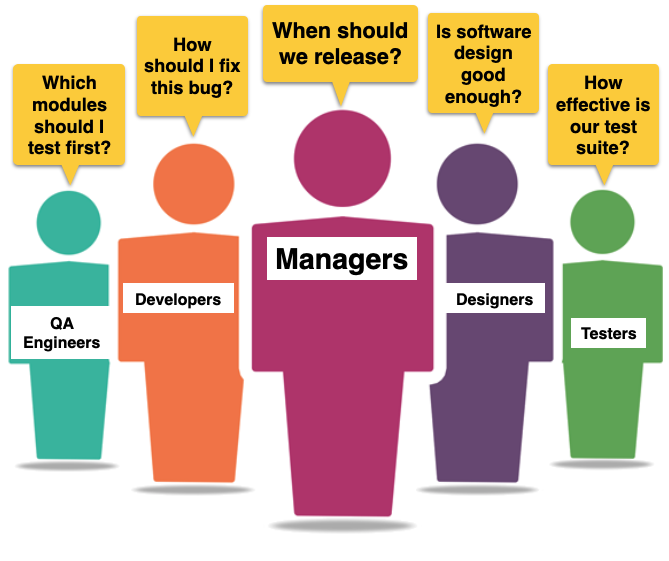 Which
modules
should I
test first?
How
should I fix
this bug?
When should
we release?
Is software
design
good
enough?
How
effective is
our test
suite?
QA
Engineers
Developers
Managers
Designers
Testers